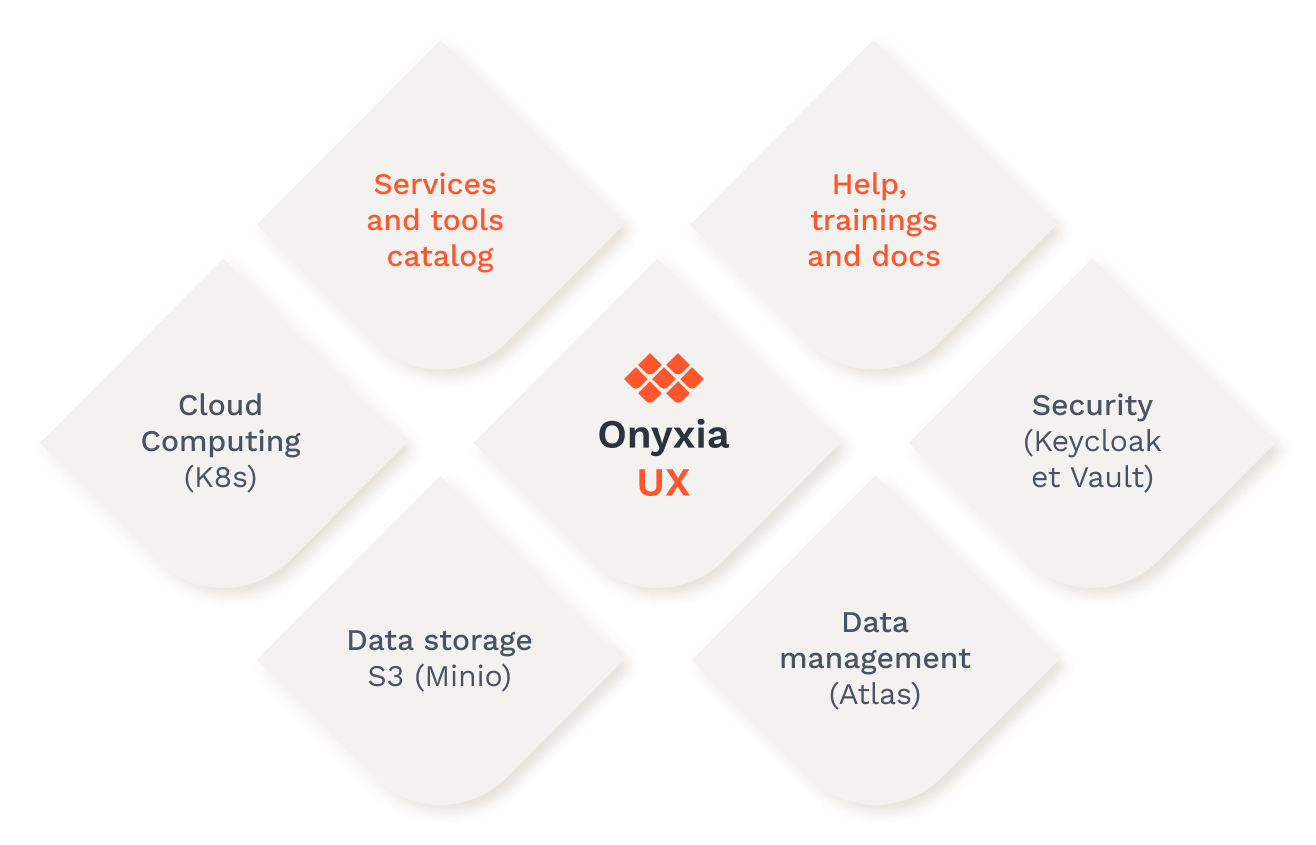 Services
and tools
catalog
Help,
trainings
and docs
Cloud
Computing
(K8s)
Onyxia
UX
Security
(Keycloak
et Vault)
Data storage
S3 (Minio)
Data
management
(Atlas)